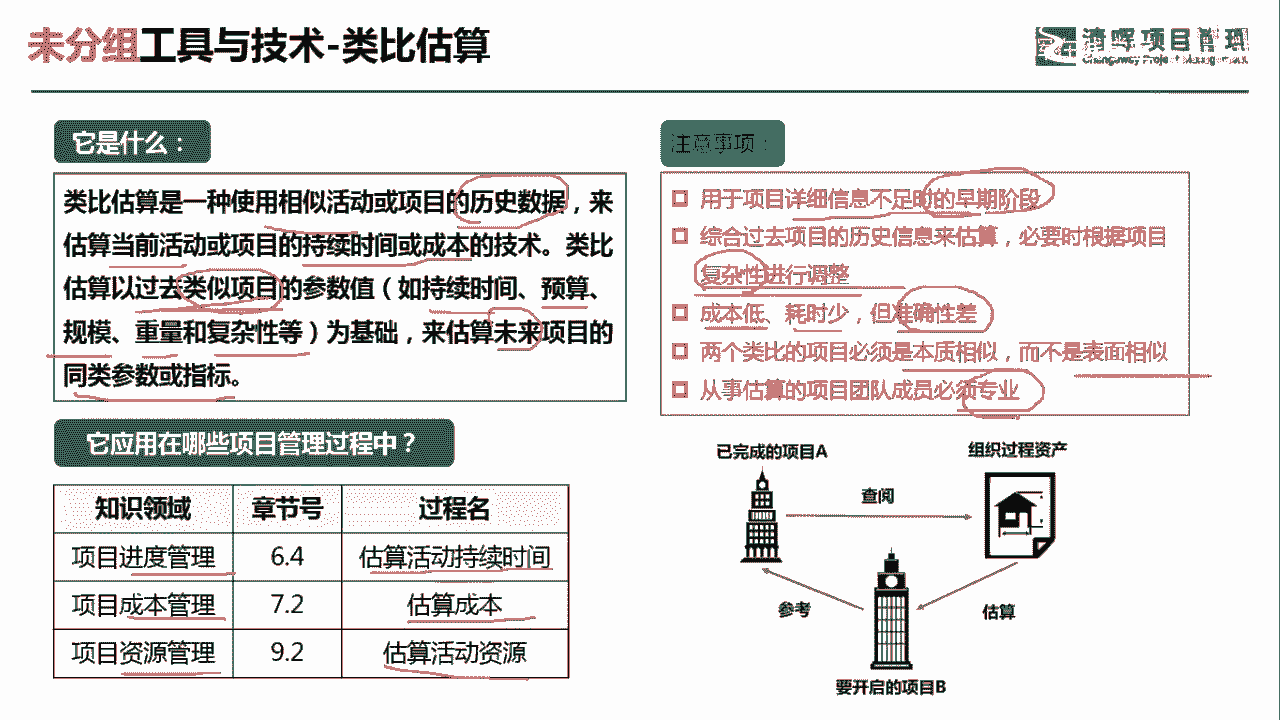 未分组工具与技术-类比估算
清晖项目管理
Changeway Project Management
它是什么：
类比估算是一种使用相似活动或项目的历史数据，来
估算当前活动或项目的持续时间或成本的技术。类比
估算以过去类似项目的参数值（如持续时间、预算、
规模、重量和复杂性等）为基础，来估算未来项目的
同类参数或指标。
它应用在哪些项目管理过程中？
知识领域 章节号 过程名
项目进度管理 6.4 估算活动持续时间
项目成本管理 7.2 估算成本
项目资源管理 9.2 估算活动资源
注意事项：
用于项目详细信息不足时的早期阶段
综合过去项目的历史信息来估算，必要时根据项目
复杂性进行调整
成本低、耗时少，但准确性差
两个类比的项目必须是本质相似，而不是表面相似
从事估算的项目团队成员必须专业
已完成的项目A
组织过程资产
查阅
参考
估算
要开启的项目B